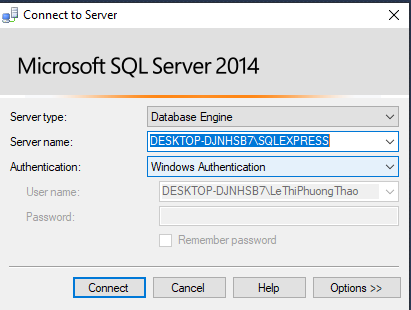 Connect to Server
Microsoft SQL Server 2014
Server type: Database Engine
Server name: DESKTOP-DJNHSB7\SQLEXPRESS
Authentication: Windows Authentication
User name: DESKTOP-DJNHSB7\LeThiPhuongThao
Password:
Remember password
Connect Cancel Help Options >>